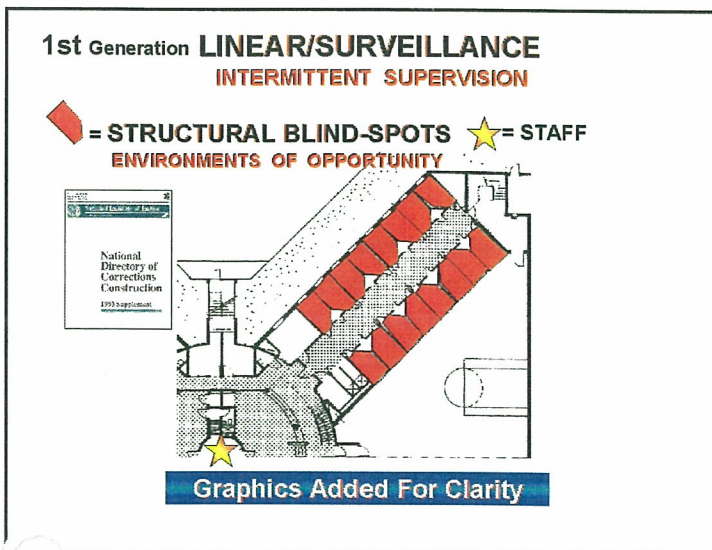 1st Generation LINEAR/SURVEILLANCE
INTERMITTENT SUPERVISION
= STRUCTURAL BLIND-SPOTS = STAFF
ENVIRONMENTS OF OPPORTUNITY
National Institute of Justice
National
Directory of
Corrections
Construction
1993 Supplement
Graphics Added For Clarity